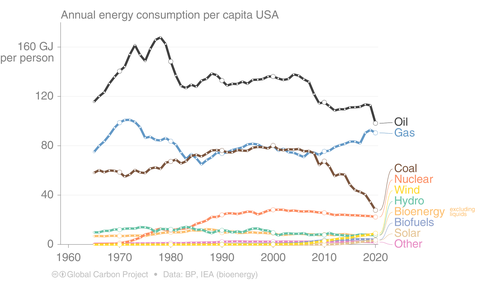 Annual energy consumption per capita USA
160 GJ
per person
120
80
40
0
1960
1970
1980
1990
2000
2010
2020
Oil
Gas
Coal
Nuclear
Wind
Hydro
Bioenergy excluding liquids
Biofuels
Solar
Other
Global Carbon Project • Data: BP, IEA (bioenergy)